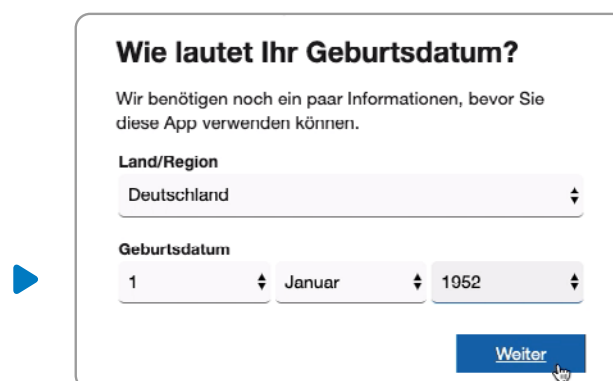 Wie lautet Ihr Geburtsdatum?
Wir benötigen noch ein paar Informationen, bevor Sie
diese App verwenden können.
Land/Region
Deutschland
Geburtsdatum
1 Januar 1952
Weiter